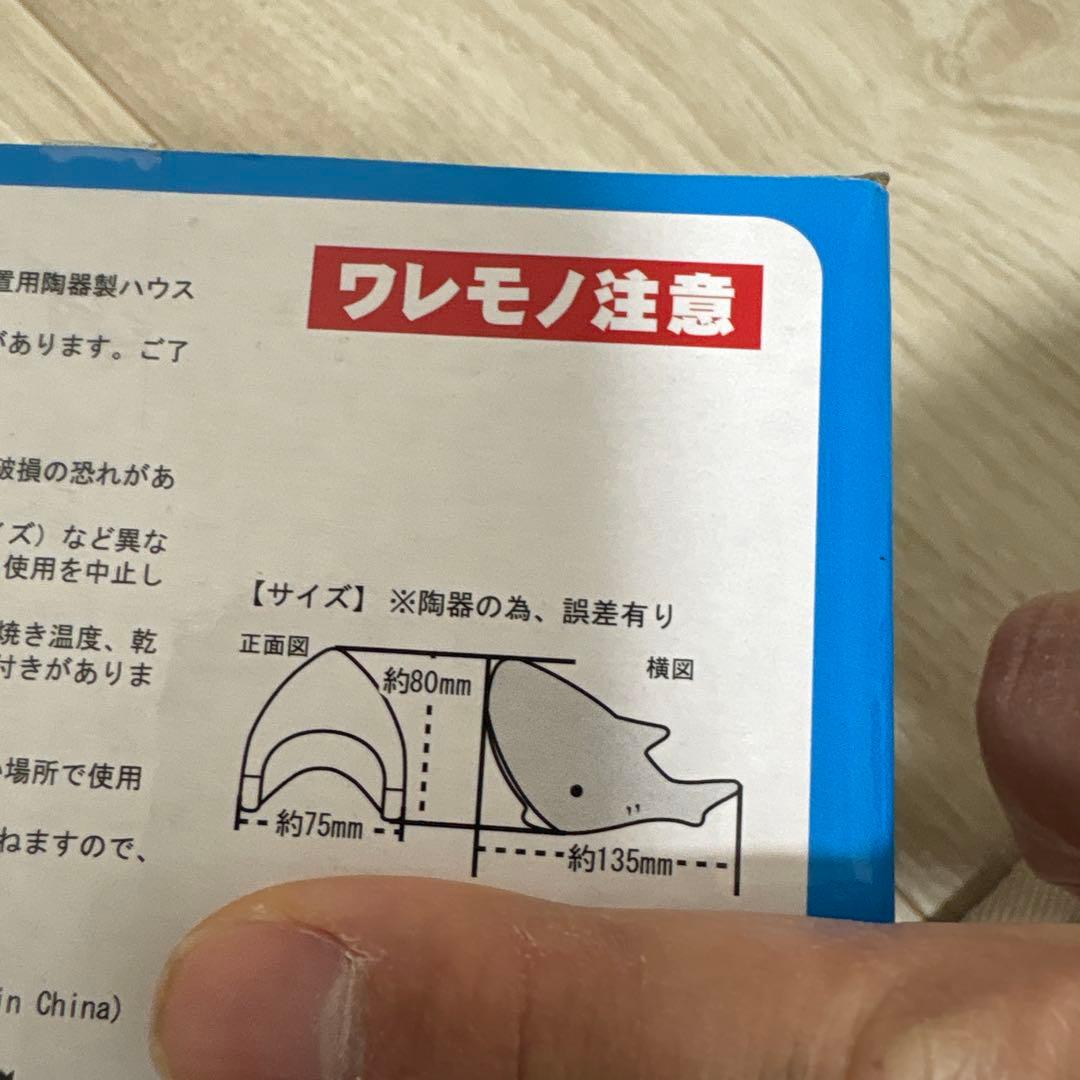 ワレモノ注意
置用陶器製ハウス
があります。ご了
破損の恐れがあ
イズ）など異な
使用を中止し
焼き温度、乾
付きがありま
場所で使用
ねますので、
in China)
【サイズ】 ※陶器の為、誤差有り
正面図
横図
約80mm
約75mm
約135mm